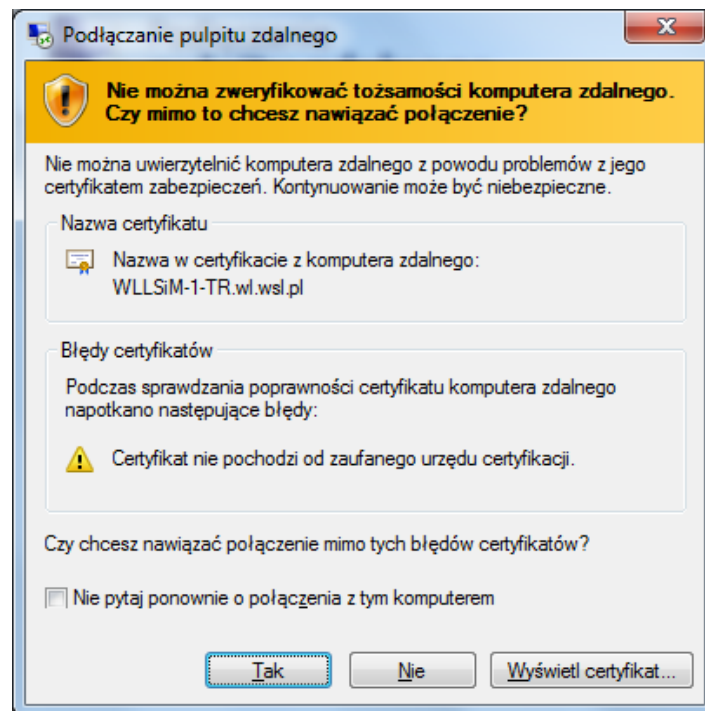 Podłączanie pulpitu zdalnego
Nie można zweryfikować tożsamości komputera zdalnego.
Czy mimo to chcesz nawiązać połączenie?
Nie można uwierzytelnić komputera zdalnego z powodu problemów z jego
certyfikatem zabezpieczeń. Kontynuowanie może być niebezpieczne.
Nazwa certyfikatu
Nazwa w certyfikacie z komputera zdalnego:
WLLSiM-1-TR.wl.wsl.pl
Błędy certyfikatów
Podczas sprawdzania poprawności certyfikatu komputera zdalnego
napotkano następujące błędy:
Certyfikat nie pochodzi od zaufanego urzędu certyfikacji.
Czy chcesz nawiązać połączenie mimo tych błędów certyfikatów?
Nie pytaj ponownie o połączenia z tym komputerem
Tak Nie Wyświetl certyfikat...